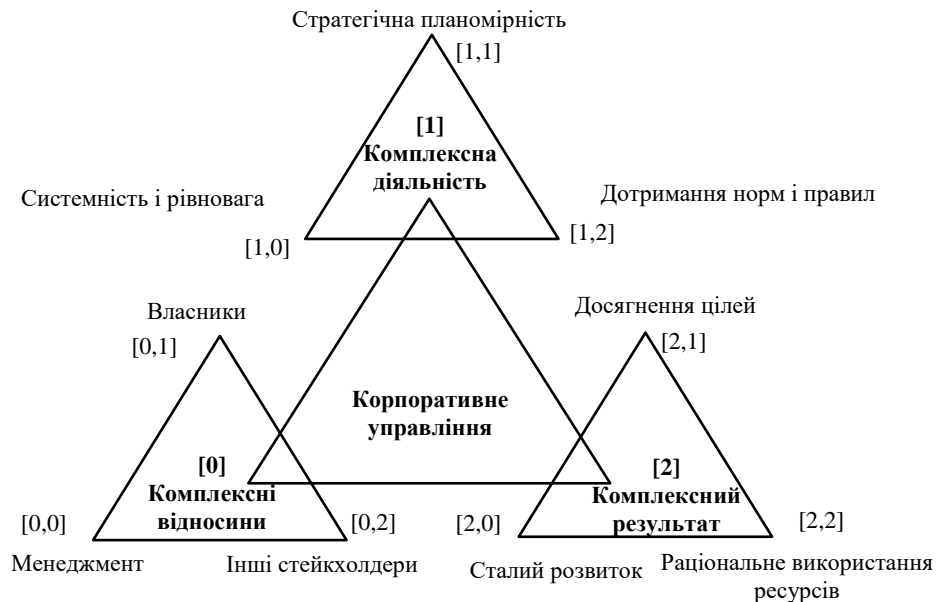 Стратегічна планомірність
[1,1]
[1]
Комплексна
діяльність
Системність і рівновага
Дотримання норм і правил
[1,0]
[1,2]
Власники
Досягнення цілей
[0,1]
[2,1]
Корпоративне
управління
[0]
Комплексні
відносини
[2]
Комплексний
результат
[0,0]
[0,2]
[2,0]
[2,2]
Менеджмент
Інші стейкхолдери
Сталий розвиток
Раціональне використання
ресурсів